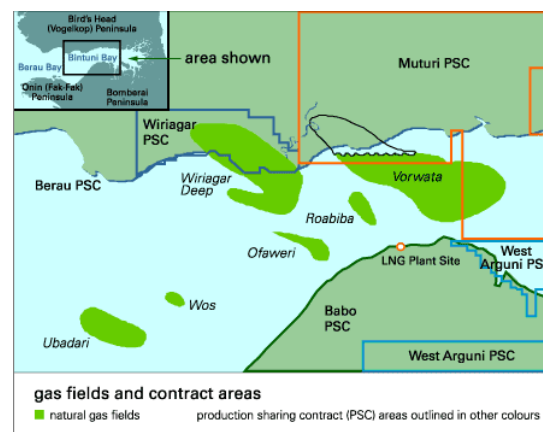 Bird's Head
(Vogelkop) Peninsula
Bintuni Bay
area shown
Berau Bay
Onin (Fak-Fak)
Peninsula
Bomberai
Peninsula
Muturi PSC
Wiriagar
PSC
Berau PSC
Wiriagar
Deep
Vorwata
Roabiba
Ofaweri
LNG Plant Site
West
Arguni PS
Wos
Babo
PSC
Ubadari
West Arguni PSC
gas fields and contract areas
natural gas fields
production sharing contract (PSC) areas outlined in other colours